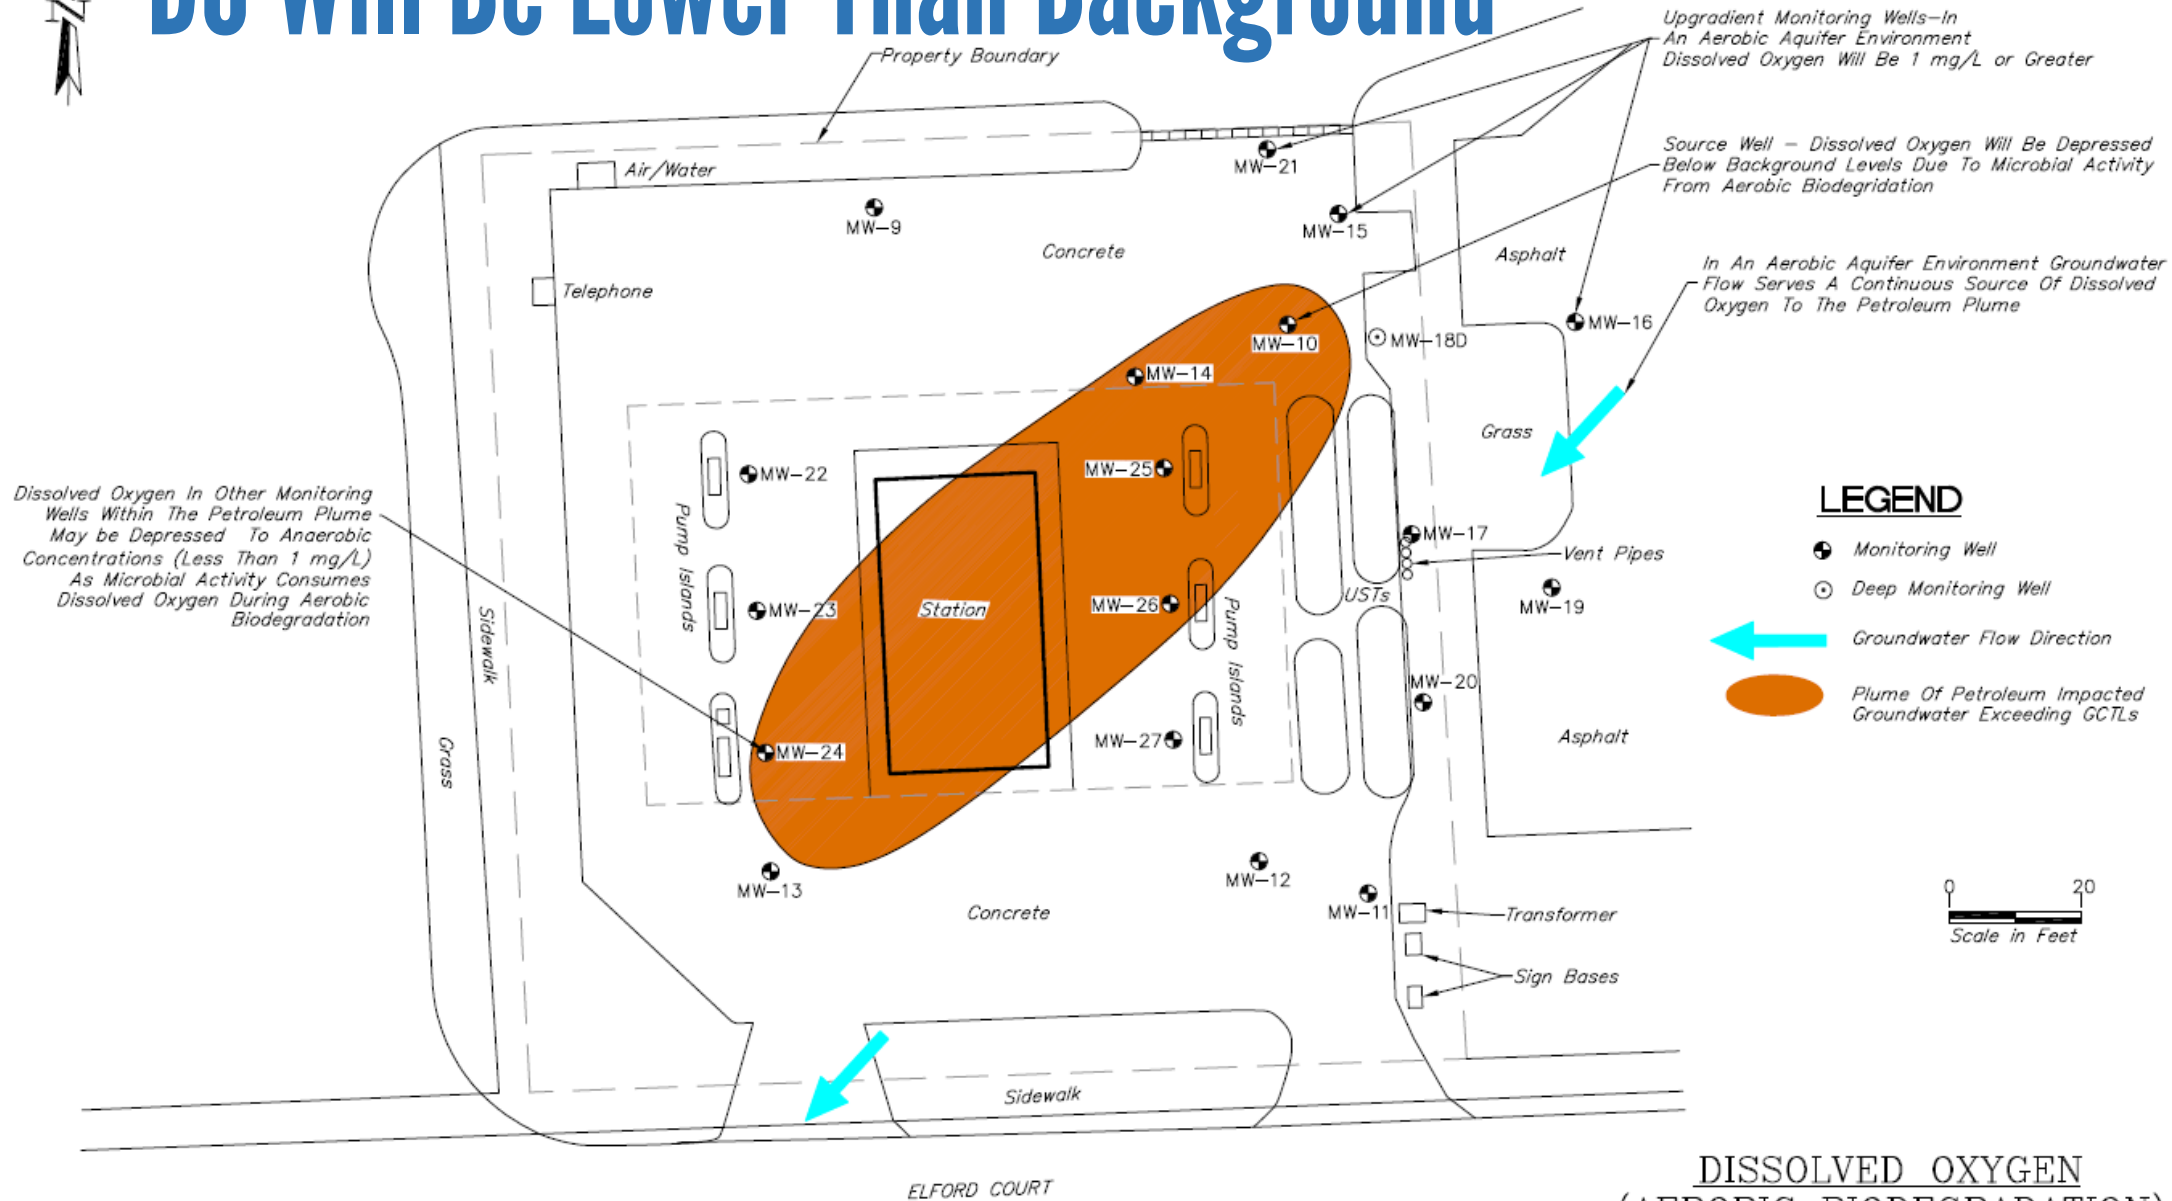 Do Will Be Lower Than Background
N
Property Boundary
Upgradient Monitoring Wells-In
An Aerobic Aquifer Environment
Dissolved Oxygen Will Be 1 mg/L or Greater
Source Well - Dissolved Oxygen Will Be Depressed
Below Background Levels Due To Microbial Activity
From Aerobic Biodegridation
In An Aerobic Aquifer Environment Groundwater
Flow Serves A Continuous Source Of Dissolved
Oxygen To The Petroleum Plume
Air/Water
MW-21
MW-9
MW-15
Concrete
Asphalt
Telephone
MW-16
MW-10
MW-18D
MW-14
Grass
MW-22
MW-25
Pump Islands
Dissolved Oxygen In Other Monitoring
Wells Within The Petroleum Plume
May be Depressed To Anaerobic
Concentrations (Less Than 1 mg/L)
As Microbial Activity Consumes
Dissolved Oxygen During Aerobic
Biodegradation
MW-17
Vent Pipes
USTs
MW-19
MW-23
Station
MW-26
Pump Islands
Sidewalk
MW-20
MW-24
MW-27
Asphalt
Grass
MW-13
MW-12
MW-11
Concrete
Transformer
Sign Bases
Sidewalk
ELFORD COURT
LEGEND
Monitoring Well
Deep Monitoring Well
Groundwater Flow Direction
Plume Of Petroleum Impacted
Groundwater Exceeding GCTLs
0 20
Scale in Feet
DISSOLVED OXYGEN
(AEROBIC BIODEGRADATION)